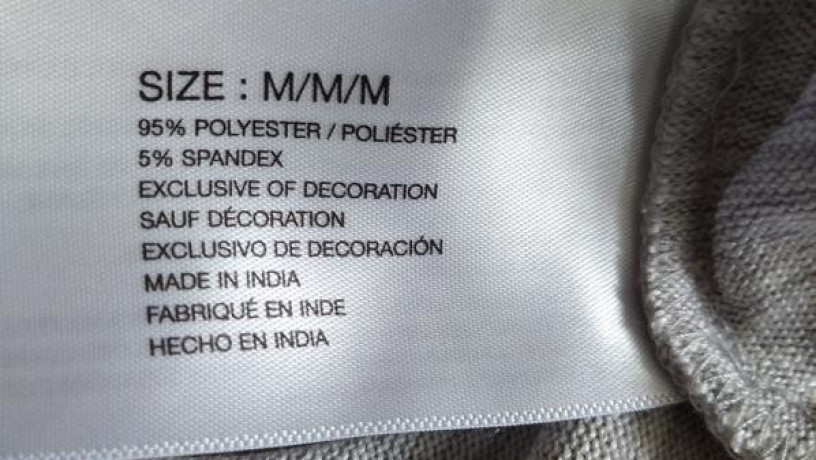 SIZE : M/M/M
95% POLYESTER / POLIÉSTER
5% SPANDEX
EXCLUSIVE OF DECORATION
SAUF DÉCORATION
EXCLUSIVO DE DECORACIÓN
MADE IN INDIA
FABRIQUÉ EN INDE
HECHO EN INDIA